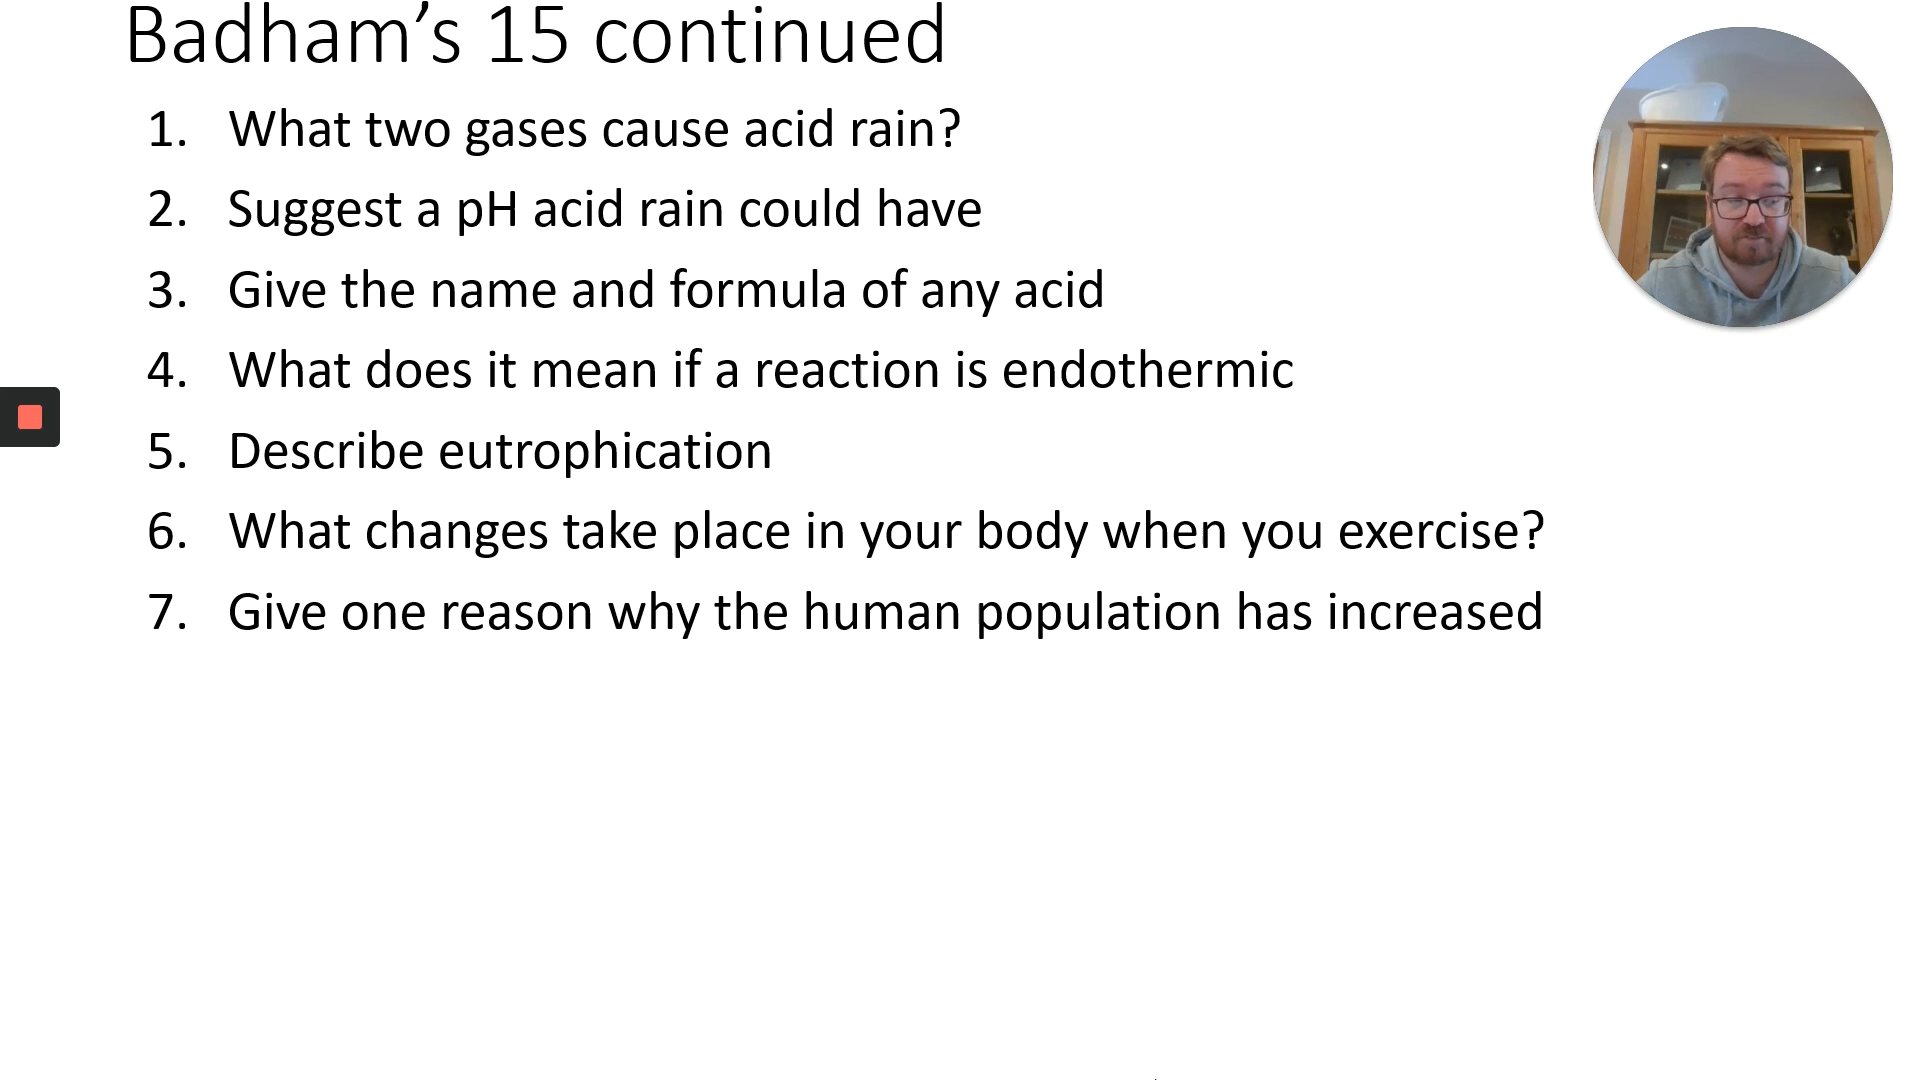 Badham’s 15 continued
1. What two gases cause acid rain?
2. Suggest a pH acid rain could have
3. Give the name and formula of any acid
4. What does it mean if a reaction is endothermic
5. Describe eutrophication
6. What changes take place in your body when you exercise?
7. Give one reason why the human population has increased